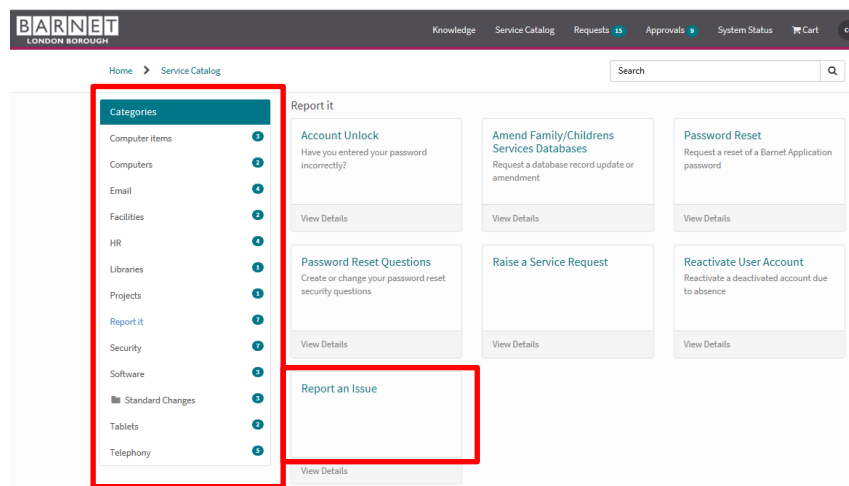 BARNET
LONDON BOROUGH
Knowledge Service Catalog Requests 15 Approvals 9 System Status Cart
Home Service Catalog
Search
Categories
Computer items 3
Computers 2
Email 4
Facilities 2
HR 4
Libraries 1
Projects 1
Report it 7
Security 7
Software 3
Standard Changes 3
Tablets 2
Telephony 5
Report it
Account Unlock
Have you entered your password
incorrectly?
View Details
Amend Family/Childrens
Services Databases
Request a database record update or
amendment
View Details
Password Reset
Request a reset of a Barnet Application
password
View Details
Password Reset Questions
Create or change your password reset
security questions
View Details
Raise a Service Request
View Details
Reactivate User Account
Reactivate a deactivated account due
to absence
View Details
Report an Issue
View Details